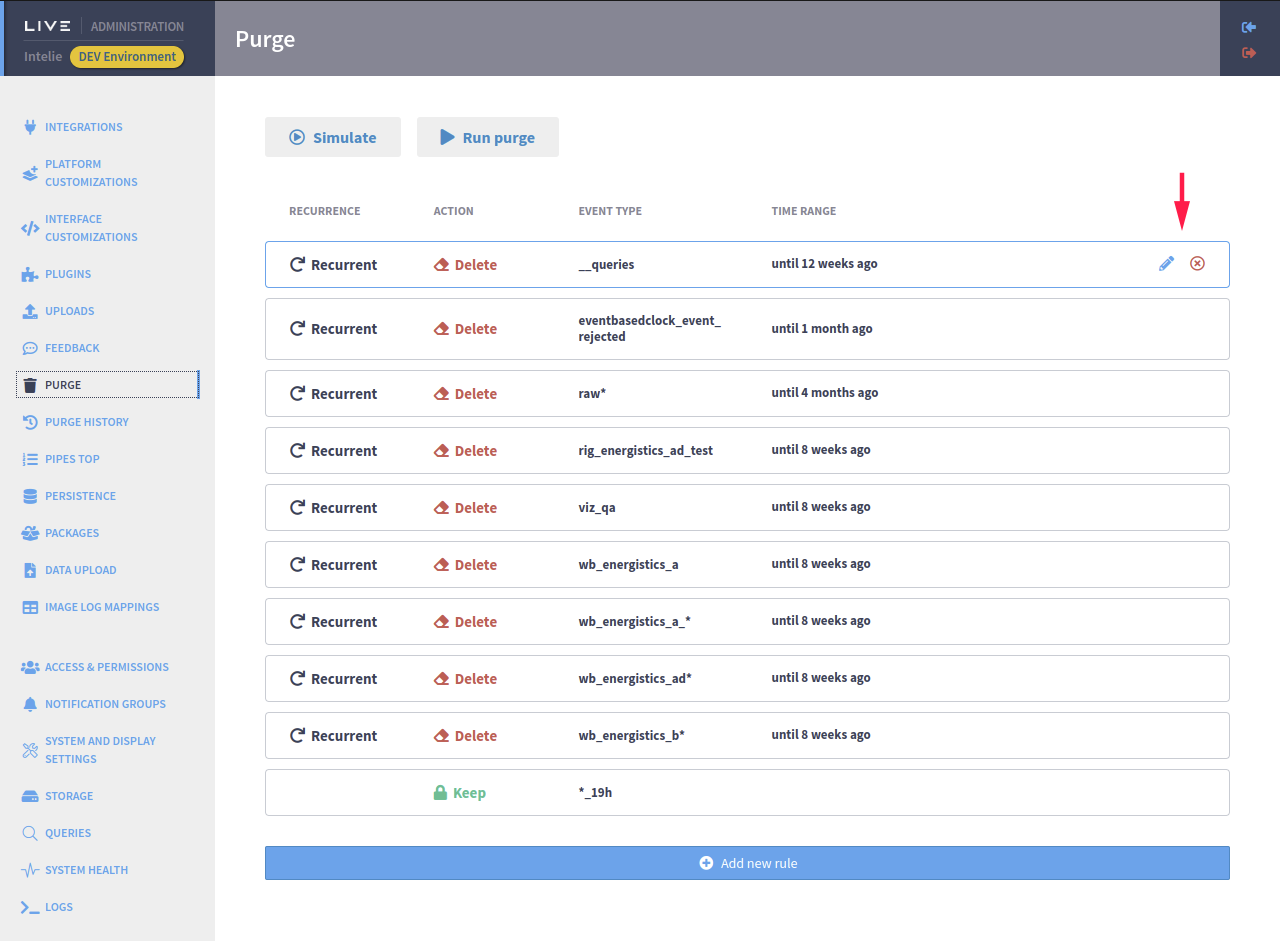 LIVE ADMINISTRATION
Intelie DEV Environment
Purge
INTEGRATIONS
PLATFORM
CUSTOMIZATIONS
INTERFACE
CUSTOMIZATIONS
PLUGINS
UPLOADS
FEEDBACK
PURGE
PURGE HISTORY
PIPES TOP
PERSISTENCE
PACKAGES
DATA UPLOAD
IMAGE LOG MAPPINGS
ACCESS & PERMISSIONS
NOTIFICATION GROUPS
SYSTEM AND DISPLAY
SETTINGS
STORAGE
QUERIES
SYSTEM HEALTH
LOGS
Simulate Run purge
RECURRENCE ACTION EVENT TYPE TIME RANGE
Recurrent Delete __queries until 12 weeks ago
Recurrent Delete eventbasedclock_event_ until 1 month ago
rejected
Recurrent Delete raw* until 4 months ago
Recurrent Delete rig_energistics_ad_test until 8 weeks ago
Recurrent Delete viz_qa until 8 weeks ago
Recurrent Delete wb_energistics_a until 8 weeks ago
Recurrent Delete wb_energistics_a_* until 8 weeks ago
Recurrent Delete wb_energistics_ad* until 8 weeks ago
Recurrent Delete wb_energistics_b* until 8 weeks ago
Keep *_19h
Add new rule